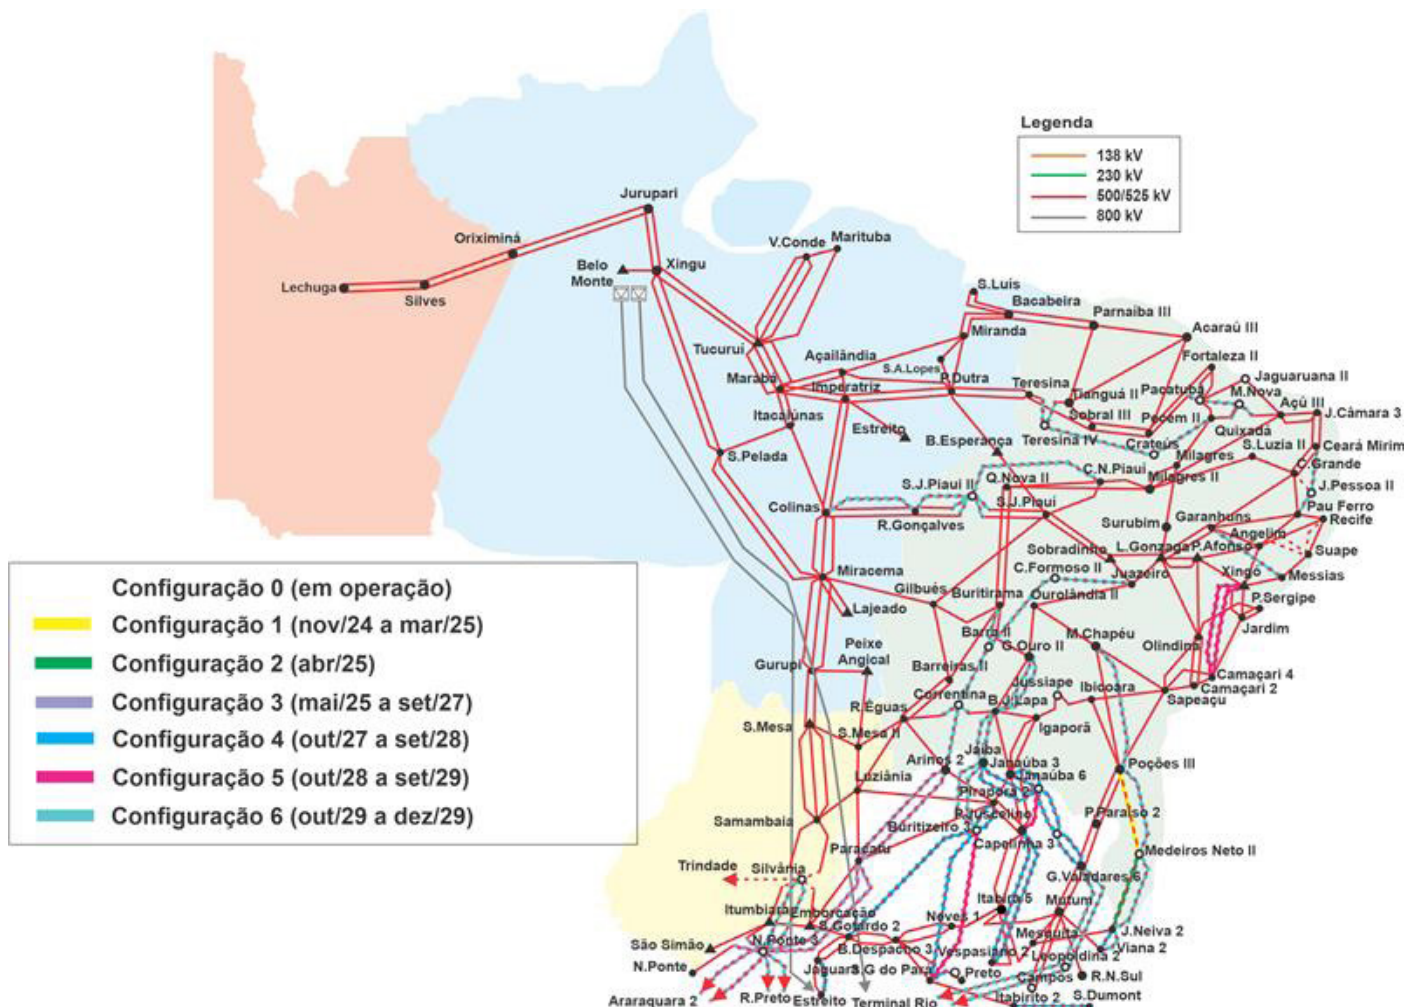 Legenda
138 kV
230 kV
500/525 kV
800 kV
Jurupari
Oriximiná
Lechuga
Silves
Belo
Monte
Xingu
V.Conde
Marituba
S.Luis
Bacabeira
Parnaíba III
Acaraú III
Miranda
Fortaleza II
Tucuruí
Açailândia
S.A.Lopes
P.Dutra
Teresina
Tianguá II
Pacatuba
Jaguaruana II
M.Nova
Marabá
Imperatriz
Sobral III
Pecém II
Açú III
J.Câmara 3
Itacaiúnas
Estreito
Teresina IV
Crateús
Quixadá
B.Esperança
Milagres
S.Luzia II
Ceará Mirim
C.Grande
S.Pelada
C.N.Piaui
Q.Nova II
Milagres II
J.Pessoa II
S.J.Piaui II
S.J.Piaui
Colinas
R.Gonçalves
Surubim
Garanhuns
Pau Ferro
Recife
Angelim
Sobradinho
L.Gonzaga
P.Afonso
Suape
C.Formoso II
Juazeiro
Xingó
Messias
Miracema
Gilbués
Buritirama
Ourolândia II
P.Sergipe
Lajeado
Jardim
Barra II
M.Chapéu
Olindina
Peixe
Angical
G.Ouro II
Gurupi
Barreiras II
Jussiape
Camaçari 4
Correntina
Ibicoara
Camaçari 2
B.J.Lapa
Sapeaçu
R.Éguas
Igaporã
S.Mesa
S.Mesa II
Jaíba
Arinos 2
Janaúba 3
Poções III
Luziânia
Janaúba 6
Pirapora 2
P.Juscelino
P.Paraíso 2
Samambaia
Buritizeiro 3
Capelinha 3
Medeiros Neto II
Paracatu
Trindade
Silvânia
G.Valadares 6
Itabira 5
Mutum
Itumbiara
Emborcação
Neves 1
S.Gotardo 2
J.Neiva 2
São Simão
N.Ponte 3
B.Despacho 3
Mesquita
Viana 2
Vespasiano 2
Leopoldina 2
N.Ponte
Jaguara
S.G do Pará
Preto
Campos
R.N.Sul
Araraquara 2
R.Preto
Estreito
Terminal Rio
Itabirito 2
S.Dumont
Configuração 0 (em operação)
Configuração 1 (nov/24 a mar/25)
Configuração 2 (abr/25)
Configuração 3 (mai/25 a set/27)
Configuração 4 (out/27 a set/28)
Configuração 5 (out/28 a set/29)
Configuração 6 (out/29 a dez/29)